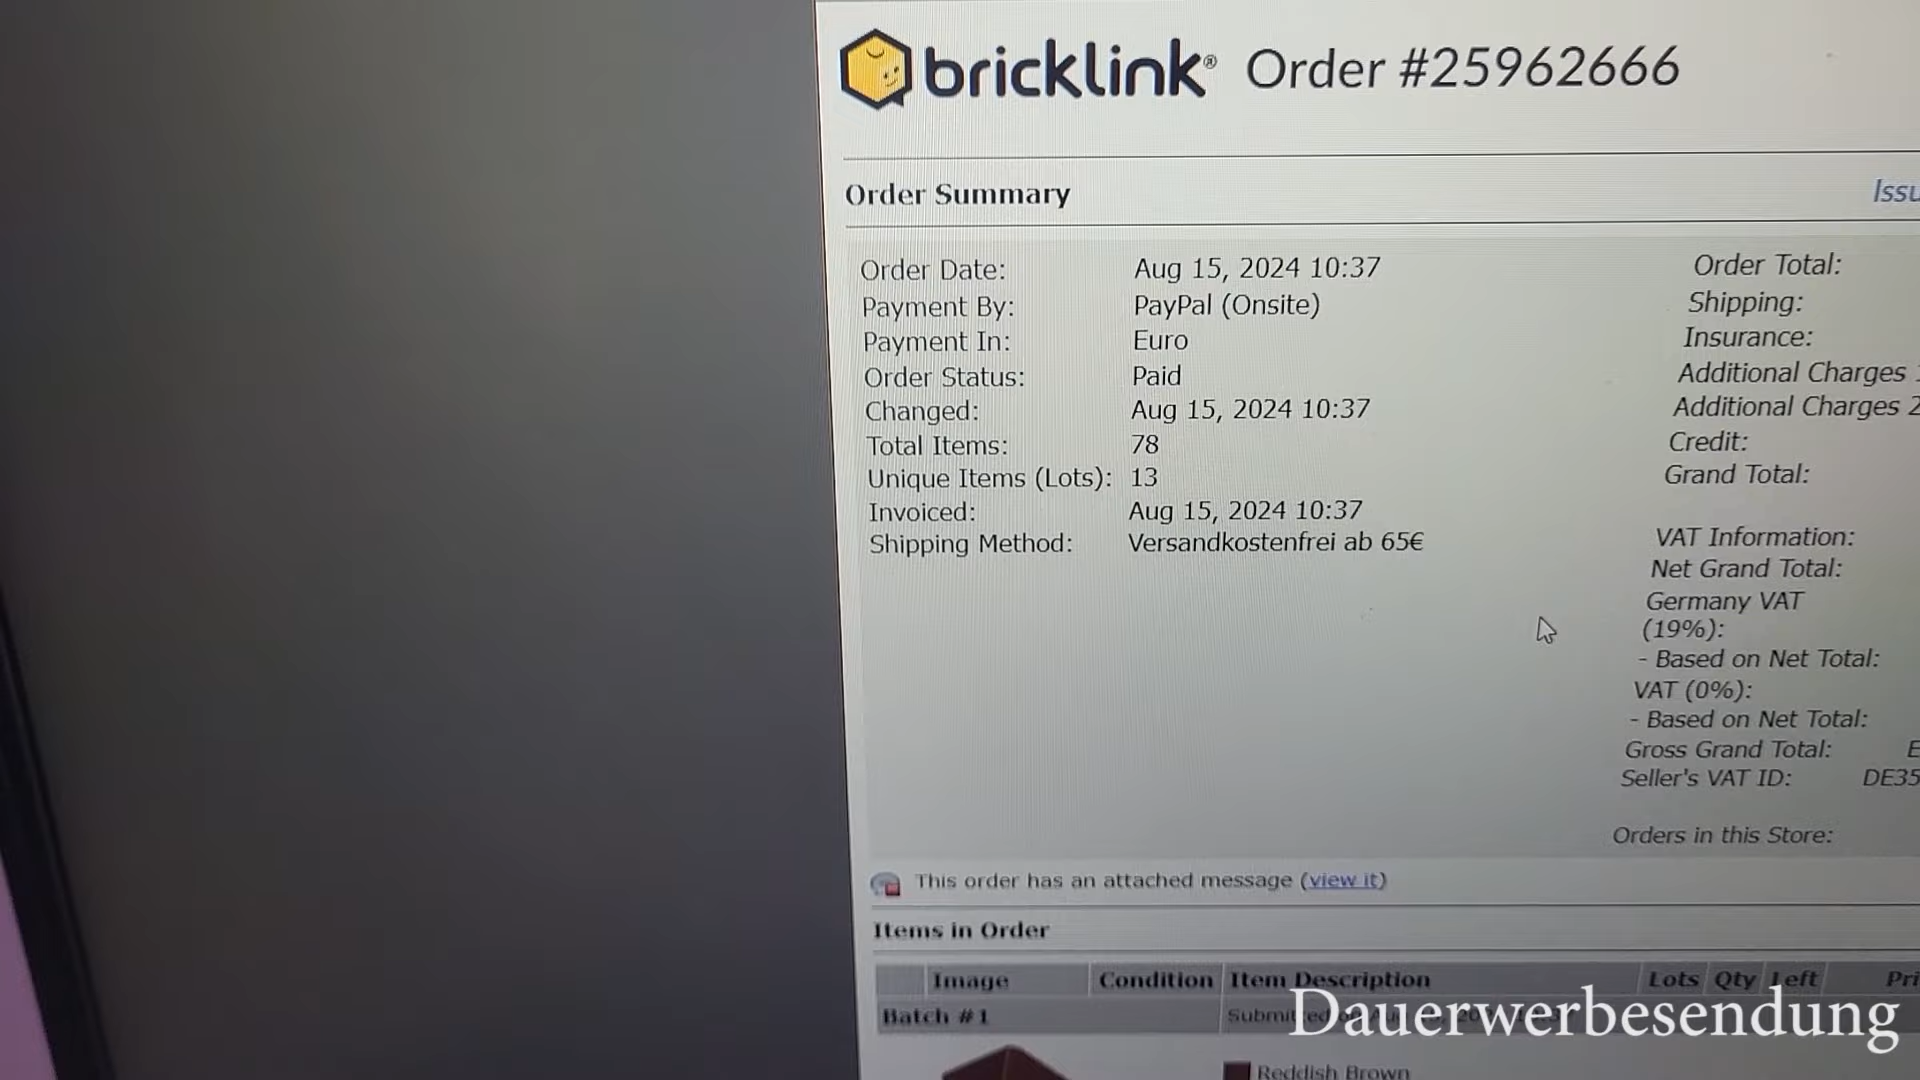 bricklink® Order #25962666
Order Summary
Order Date: Aug 15, 2024 10:37
Payment By: PayPal (Onsite)
Payment In: Euro
Order Status: Paid
Changed: Aug 15, 2024 10:37
Total Items: 78
Unique Items (Lots): 13
Invoiced: Aug 15, 2024 10:37
Shipping Method: Versandkostenfrei ab 65€
Order Total:
Shipping:
Insurance:
Additional Charges
Additional Charges 2
Credit:
Grand Total:
VAT Information:
Net Grand Total:
Germany VAT
(19%):
- Based on Net Total:
VAT (0%):
- Based on Net Total:
Gross Grand Total:
Seller's VAT ID: DE35
Orders in this Store:
This order has an attached message (view it)
Items in Order
Image Condition Item Description Lots Qty Left
Batch #1
Dauerwerbesendung
Reddish Brown